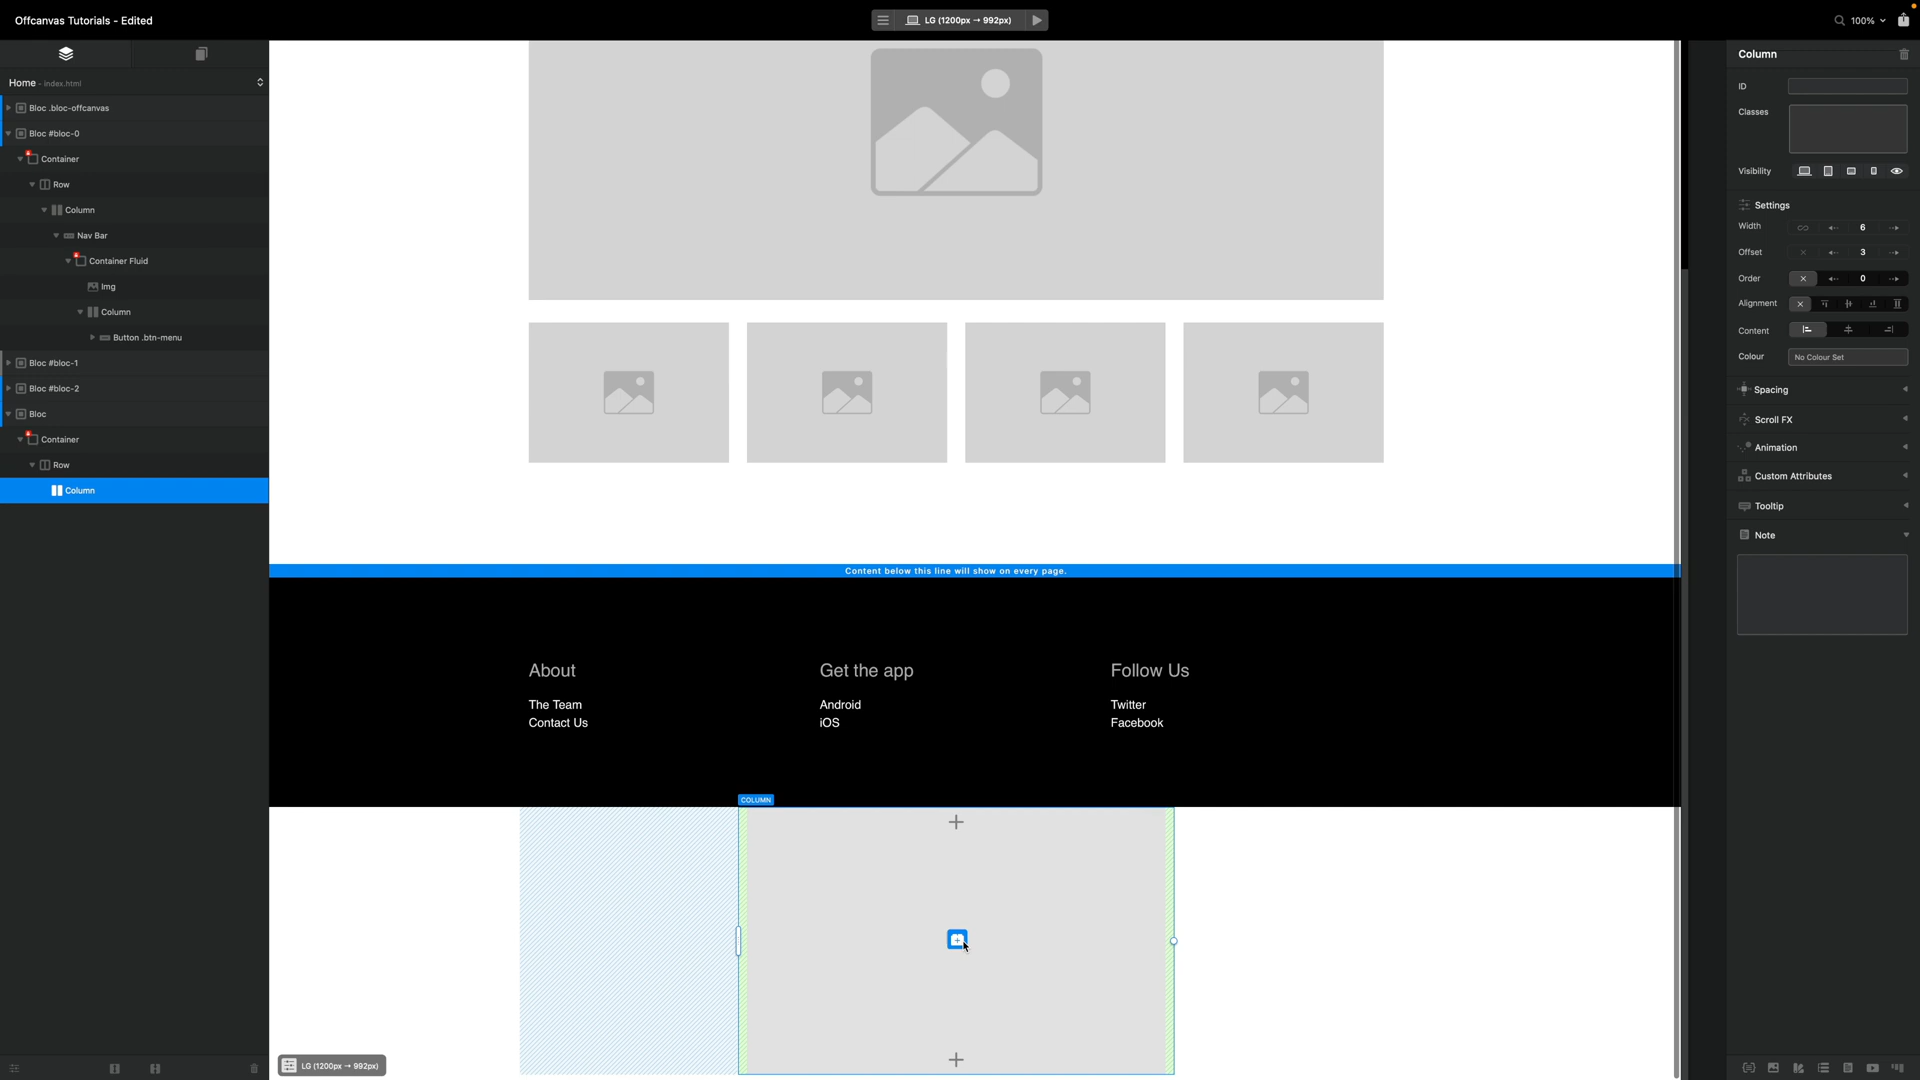 Offcanvas Tutorials - Edited
LG (1200px → 992px)
100%
Home - index.html
Bloc .bloc-offcanvas
Bloc #bloc-0
Container
Row
Column
Nav Bar
Container Fluid
Img
Column
Button .btn-menu
Bloc #bloc-1
Bloc #bloc-2
Bloc
Container
Row
Column
Content below this line will show on every page.
About
The Team
Contact Us
Get the app
Android
iOS
Follow Us
Twitter
Facebook
COLUMN
LG (1200px → 992px)
Column
ID
Classes
Visibility
Settings
Width 6
Offset 3
Order 0
Alignment
Content
Colour No Colour Set
Spacing
Scroll FX
Animation
Custom Attributes
Tooltip
Note